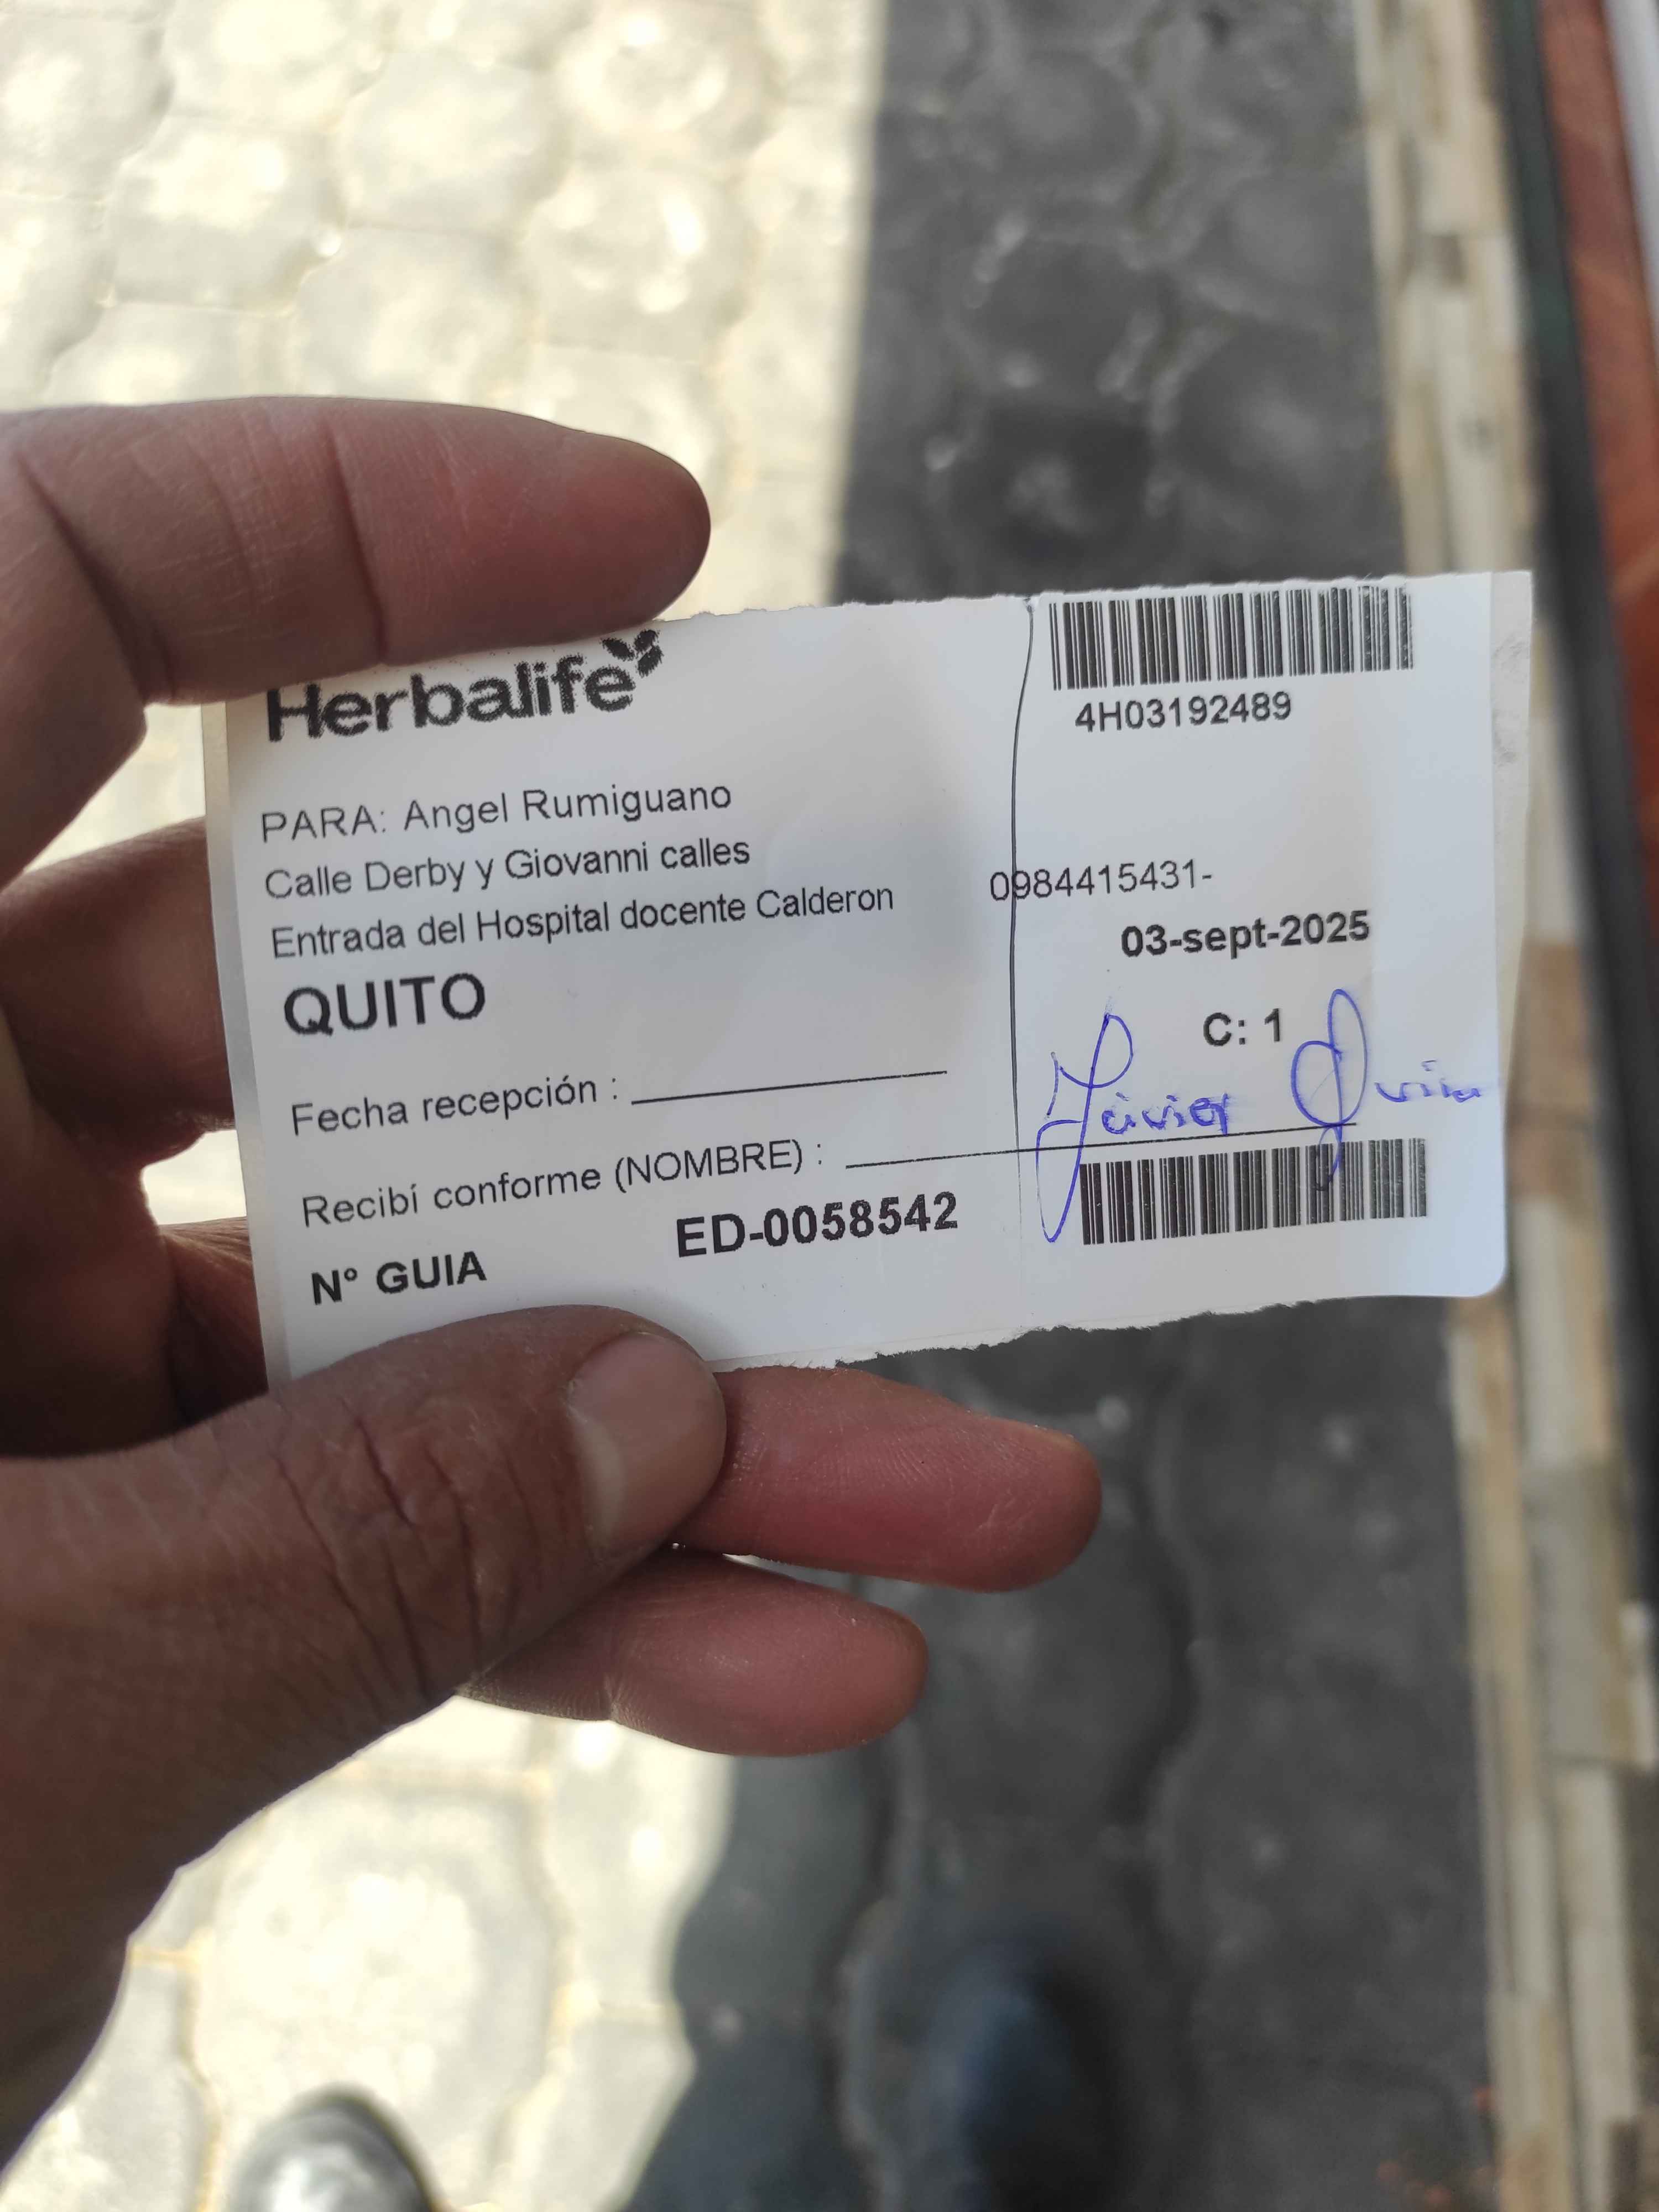 Herbalife
4H03192489
PARA: Angel Rumiguano
Calle Derby y Giovanni calles
Entrada del Hospital docente Calderon
0984415431-
QUITO
03-sept-2025
C: 1
Fecha recepción :
Recibí conforme (NOMBRE) :
Javier
N° GUIA
ED-0058542